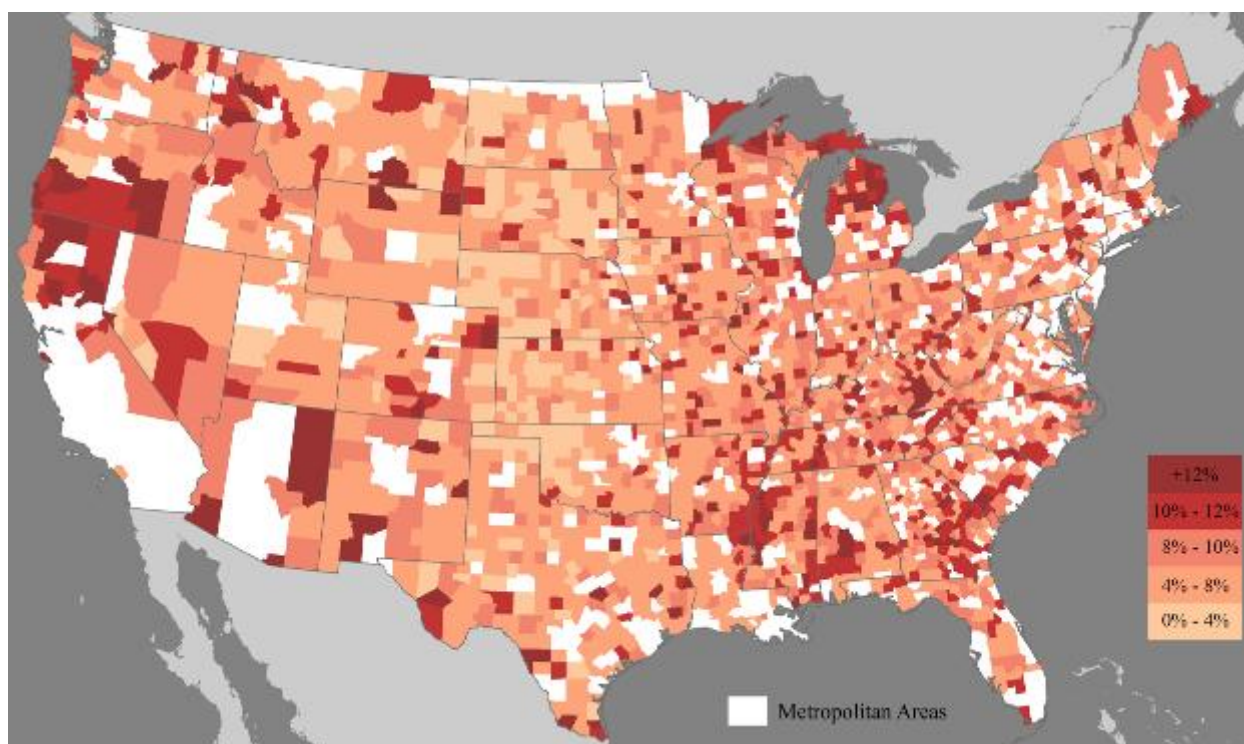 +12%
10% - 12%
8% - 10%
4% - 8%
0% - 4%
Metropolitan Areas